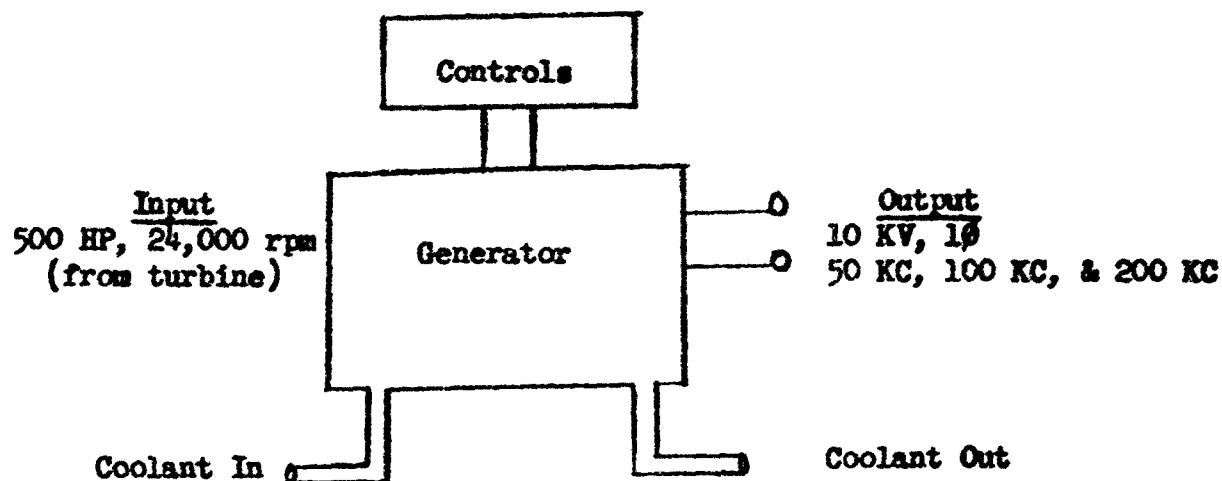 Controls
Input
500 HP, 24,000 rpm
(from turbine)
Generator
Output
10 KV, 1ø
50 KC, 100 KC, & 200 KC
Coolant In
Coolant Out